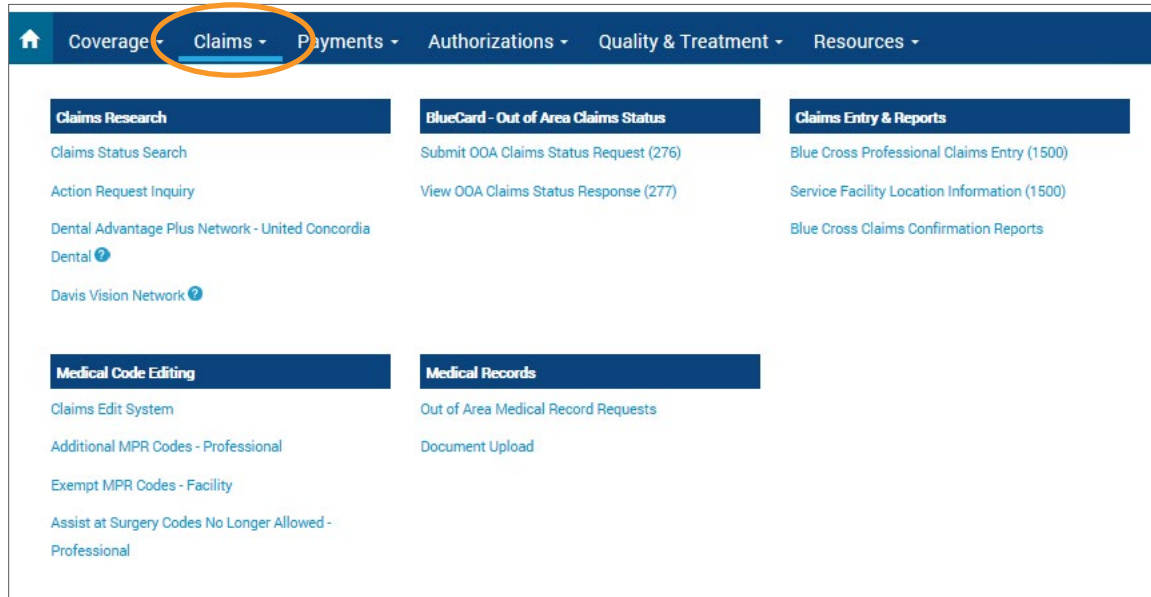 Coverage Claims Payments Authorizations Quality & Treatment Resources
Claims Research
Claims Status Search
Action Request Inquiry
Dental Advantage Plus Network - United Concordia
Dental ?
Davis Vision Network ?
BlueCard - Out of Area Claims Status
Submit OOA Claims Status Request (276)
View OOA Claims Status Response (277)
Claims Entry & Reports
Blue Cross Professional Claims Entry (1500)
Service Facility Location Information (1500)
Blue Cross Claims Confirmation Reports
Medical Code Editing
Claims Edit System
Additional MPR Codes - Professional
Exempt MPR Codes - Facility
Assist at Surgery Codes No Longer Allowed -
Professional
Medical Records
Out of Area Medical Record Requests
Document Upload